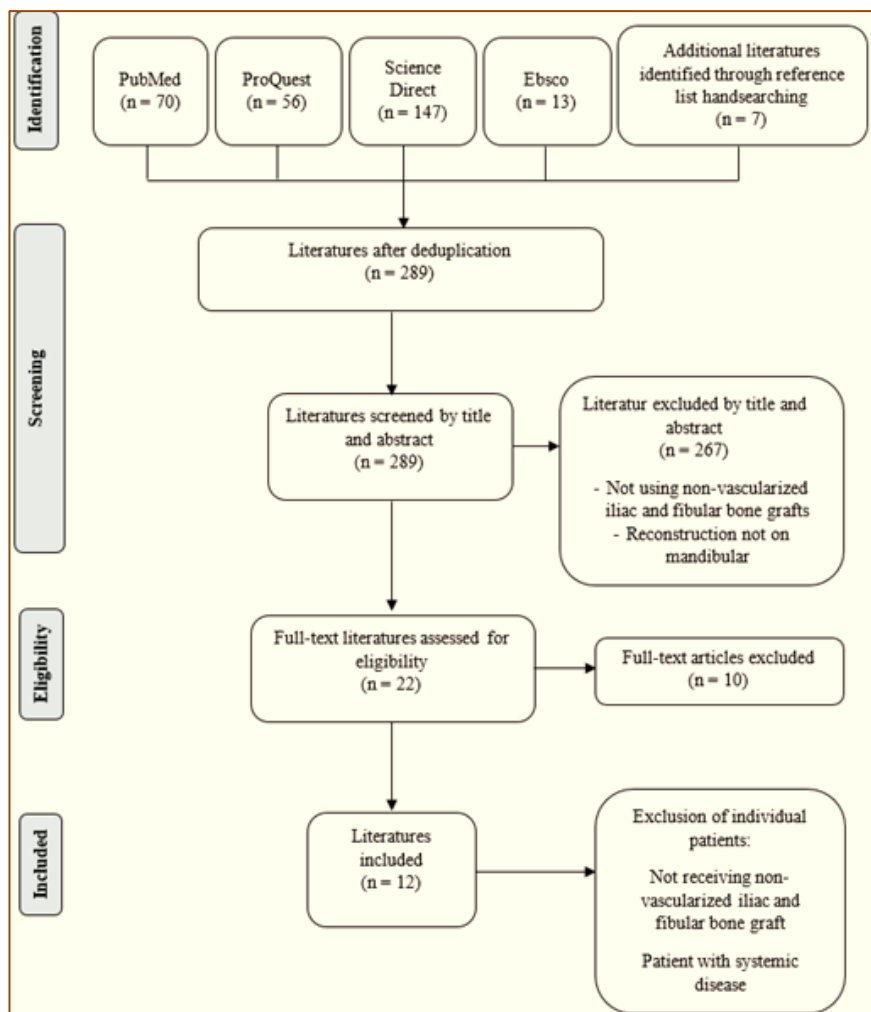 Identification
PubMed
(n = 70)
ProQuest
(n = 56)
Science
Direct
(n = 147)
Ebsco
(n = 13)
Additional literatures
identified through reference
list handsearching
(n = 7)
Screening
Literatures after deduplication
(n = 289)
Literatures screened by title
and abstract
(n = 289)
Literatur excluded by title and
abstract
(n = 267)
- Not using non-vascularized
iliac and fibular bone grafts
- Reconstruction not on
mandibular
Eligibility
Full-text literatures assessed for
eligibility
(n = 22)
Full-text articles excluded
(n = 10)
Included
Literatures
included
(n = 12)
Exclusion of individual
patients:
Not receiving non-
vascularized iliac and
fibular bone graft
Patient with systemic
disease